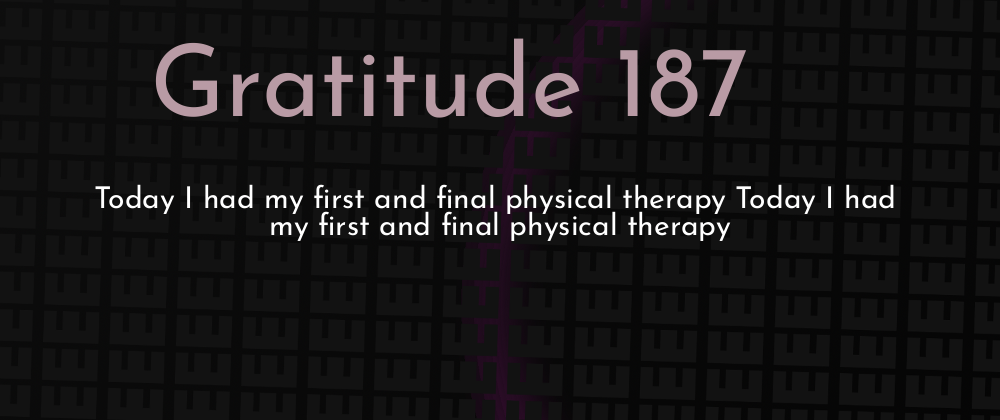 Gratitude 187
Today I had my first and final physical therapy Today I had
my first and final physical therapy